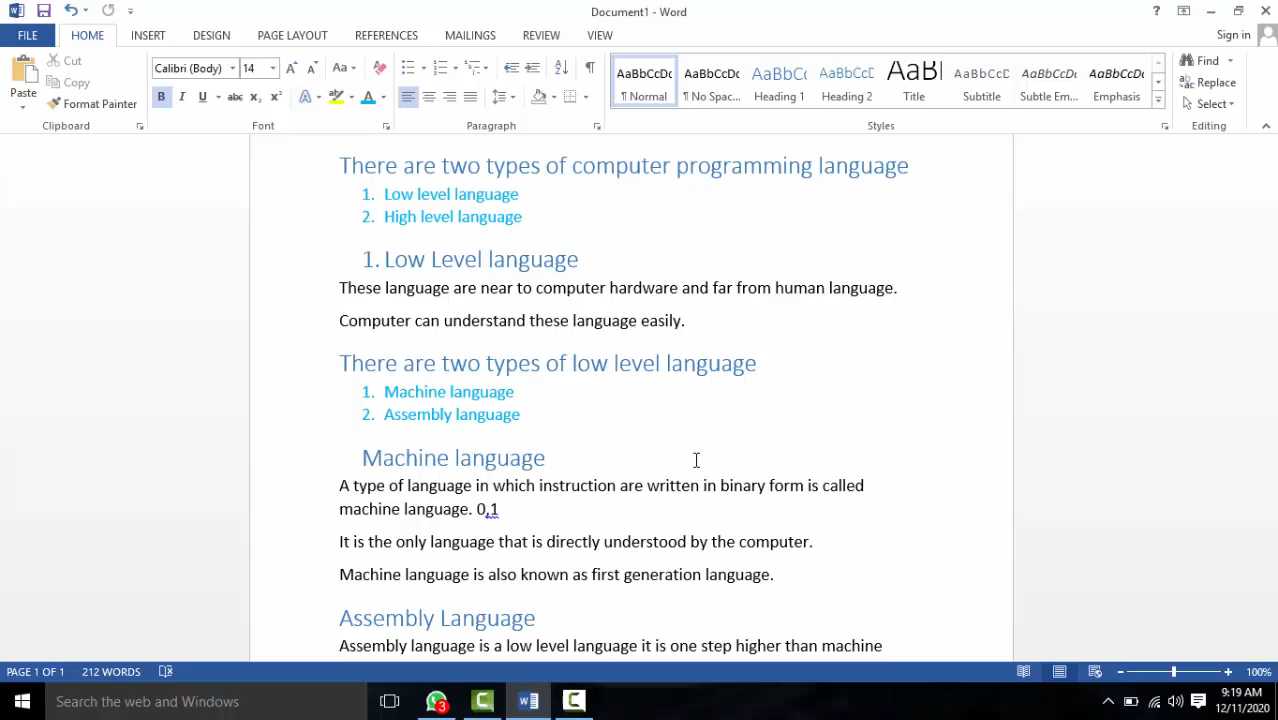 Document1 - Word
?
FILE HOME INSERT DESIGN PAGE LAYOUT REFERENCES MAILINGS REVIEW VIEW Sign in
Paste
Cut
Copy
Format Painter
Clipboard
Calibri (Body) 14
Aa
B I U abc x₂ x² A A
Font
Paragraph
AaBbCcDc
¶ Normal
AaBbCcDc
¶ No Spac...
AaBbCc
Heading 1
AaBbCcC
Heading 2
AaBl
Title
AaBbCcC
Subtitle
AaBbCcDc
Subtle Em...
AaBbCcDc
Emphasis
Styles
Find
Replace
Select
Editing
There are two types of computer programming language
1. Low level language
2. High level language
1. Low Level language
These language are near to computer hardware and far from human language.
Computer can understand these language easily.
There are two types of low level language
1. Machine language
2. Assembly language
Machine language
A type of language in which instruction are written in binary form is called
machine language. 0,1
It is the only language that is directly understood by the computer.
Machine language is also known as first generation language.
Assembly Language
Assembly language is a low level language it is one step higher than machine
PAGE 1 OF 1 212 WORDS 100%
Search the web and Windows
3
9:19 AM
12/11/2020